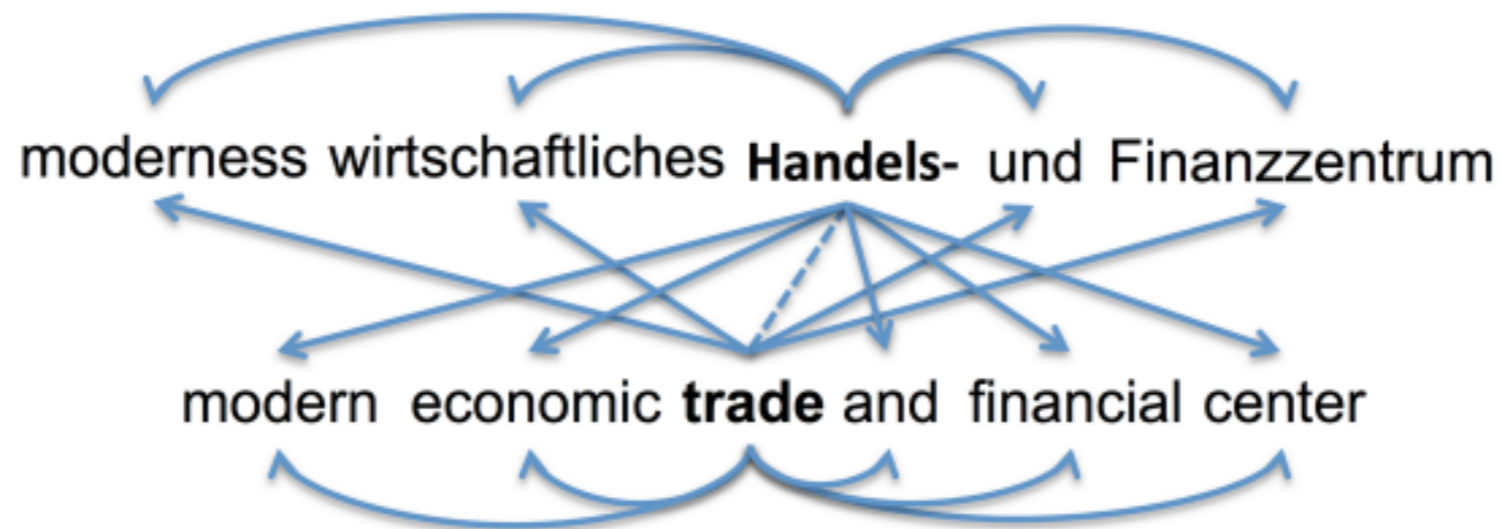 moderness wirtschaftliches Handels- und Finanzzentrum
modern economic trade and financial center